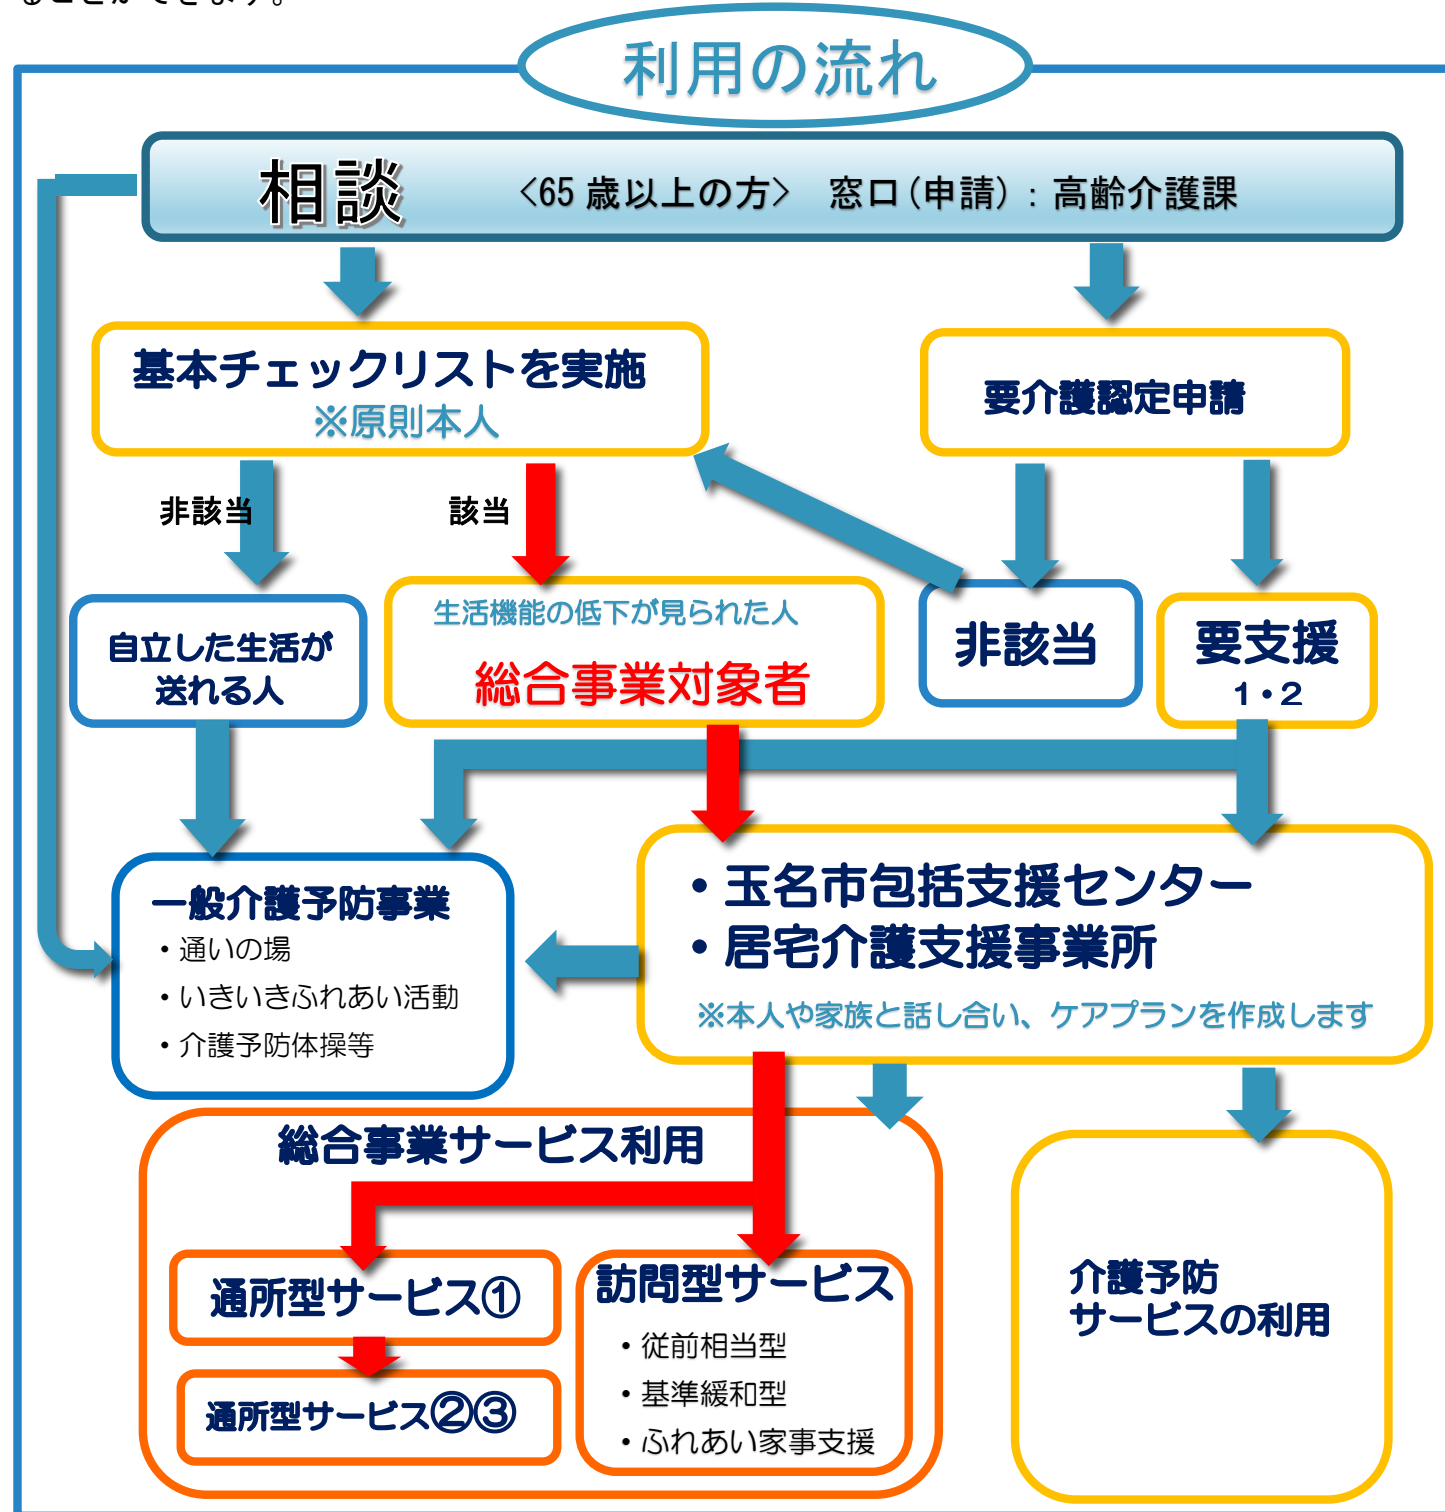 ることができます。
利用の流れ
相談 <65歳以上の方> 窓口(申請)：高齢介護課
基本チェックリストを実施
※原則本人
要介護認定申請
非該当
該当
自立した生活が
送れる人
生活機能の低下が見られた人
総合事業対象者
非該当
要支援
1・2
一般介護予防事業
・通いの場
・いきいきふれあい活動
・介護予防体操等
・玉名市包括支援センター
・居宅介護支援事業所
※本人や家族と話し合い、ケアプランを作成します
総合事業サービス利用
通所型サービス①
通所型サービス②③
訪問型サービス
・従前相当型
・基準緩和型
・ふれあい家事支援
介護予防
サービスの利用